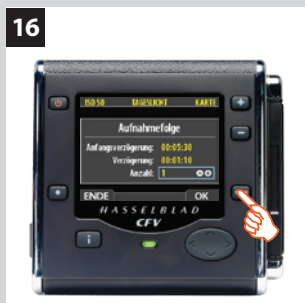 16
ISO 50 TAGESLICHT KARTE
Aufnahmefolge
Anfangsverzögerung: 00:05:30
Verzögerung: 00:01:10
Anzahl: 1
ENDE OK
HASSELBLAD
CFV
i